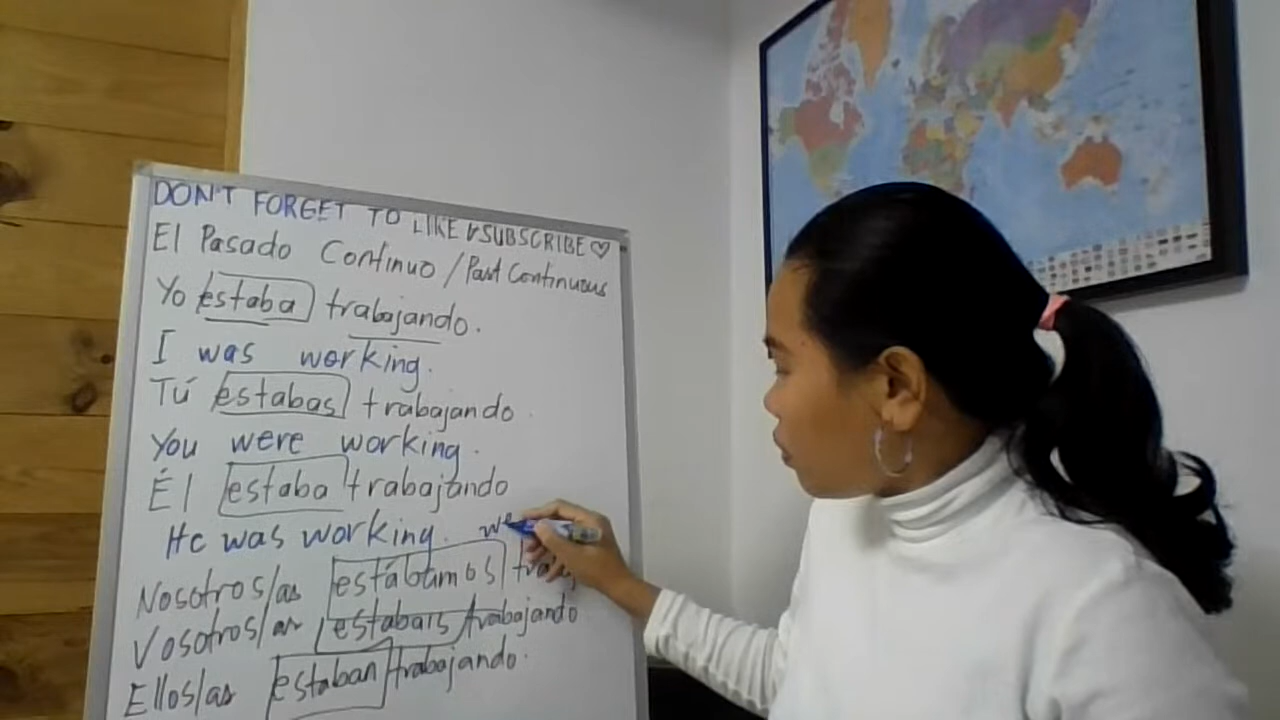 DON'T FORGET TO LIKE & SUBSCRIBE ♡
El Pasado Continuo / Past Continuous
Yo estaba trabajando.
I was working.
Tú estabas trabajando.
You were working.
Él estaba trabajando
He was working. we
Nosotros/as estábamos
Vosotros/as estabais trabajando
Ellos/as estaban trabajando.